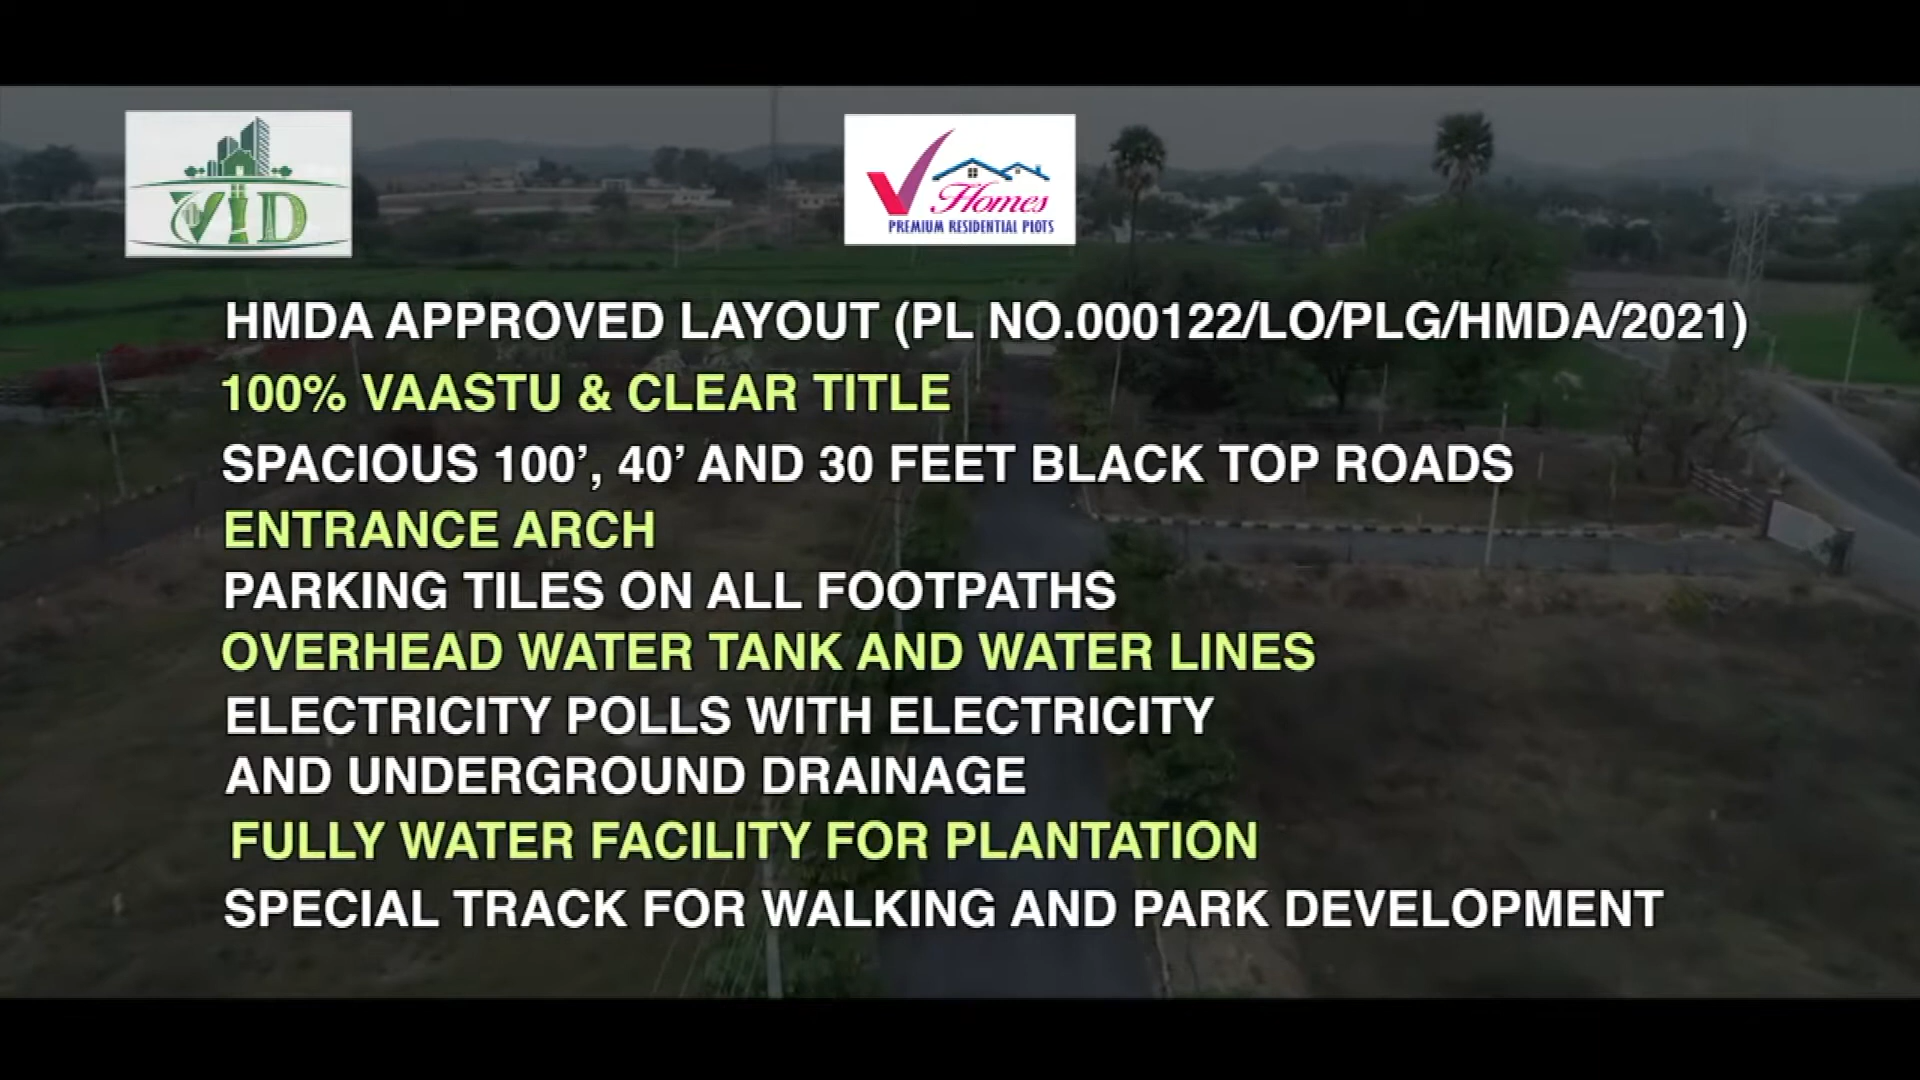 VID
V Homes
PREMIUM RESIDENTIAL PLOTS
HMDA APPROVED LAYOUT (PL NO.000122/LO/PLG/HMDA/2021)
100% VAASTU & CLEAR TITLE
SPACIOUS 100’, 40’ AND 30 FEET BLACK TOP ROADS
ENTRANCE ARCH
PARKING TILES ON ALL FOOTPATHS
OVERHEAD WATER TANK AND WATER LINES
ELECTRICITY POLLS WITH ELECTRICITY
AND UNDERGROUND DRAINAGE
FULLY WATER FACILITY FOR PLANTATION
SPECIAL TRACK FOR WALKING AND PARK DEVELOPMENT